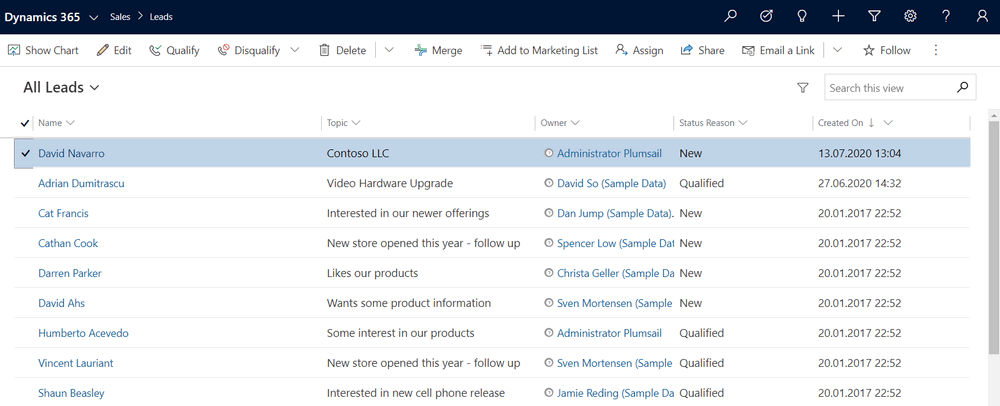 Dynamics 365 Sales > Leads
Show Chart Edit Qualify Disqualify Delete Merge Add to Marketing List Assign Share Email a Link Follow
All Leads Search this view
Name Topic Owner Status Reason Created On
David Navarro Contoso LLC Administrator Plumsail New 13.07.2020 13:04
Adrian Dumitrascu Video Hardware Upgrade David So (Sample Data) Qualified 27.06.2020 14:32
Cat Francis Interested in our newer offerings Dan Jump (Sample Data). New 20.01.2017 22:52
Cathan Cook New store opened this year - follow up Spencer Low (Sample Dat New 20.01.2017 22:52
Darren Parker Likes our products Christa Geller (Sample Da New 20.01.2017 22:52
David Ahs Wants some product information Sven Mortensen (Sample New 20.01.2017 22:52
Humberto Acevedo Some interest in our products Administrator Plumsail Qualified 20.01.2017 22:52
Vincent Lauriant New store opened this year - follow up Sven Mortensen (Sample Qualified 20.01.2017 22:52
Shaun Beasley Interested in new cell phone release Jamie Reding (Sample Da Qualified 20.01.2017 22:52